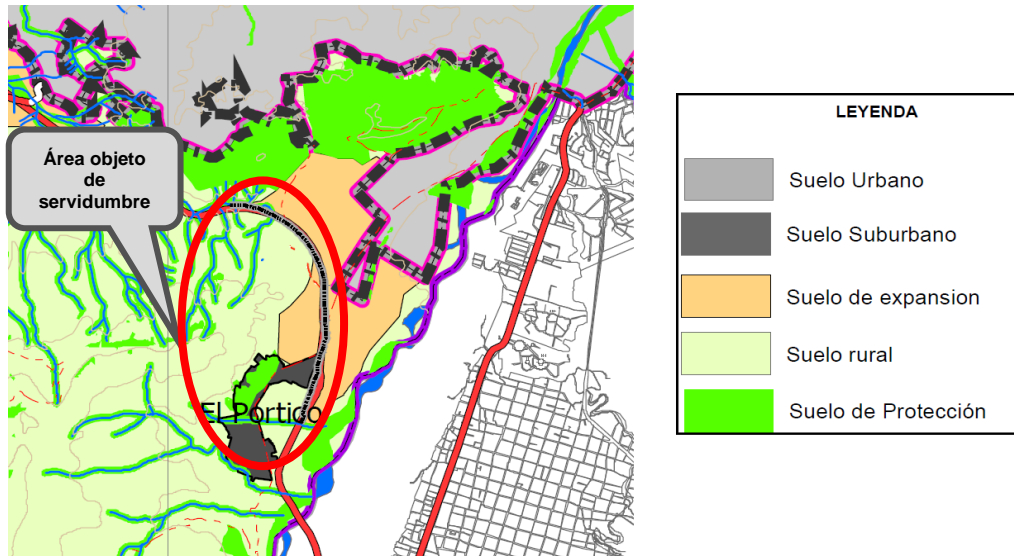 Área objeto
de
servidumbre
EL Portico
LEYENDA
Suelo Urbano
Suelo Suburbano
Suelo de expansion
Suelo rural
Suelo de Protección